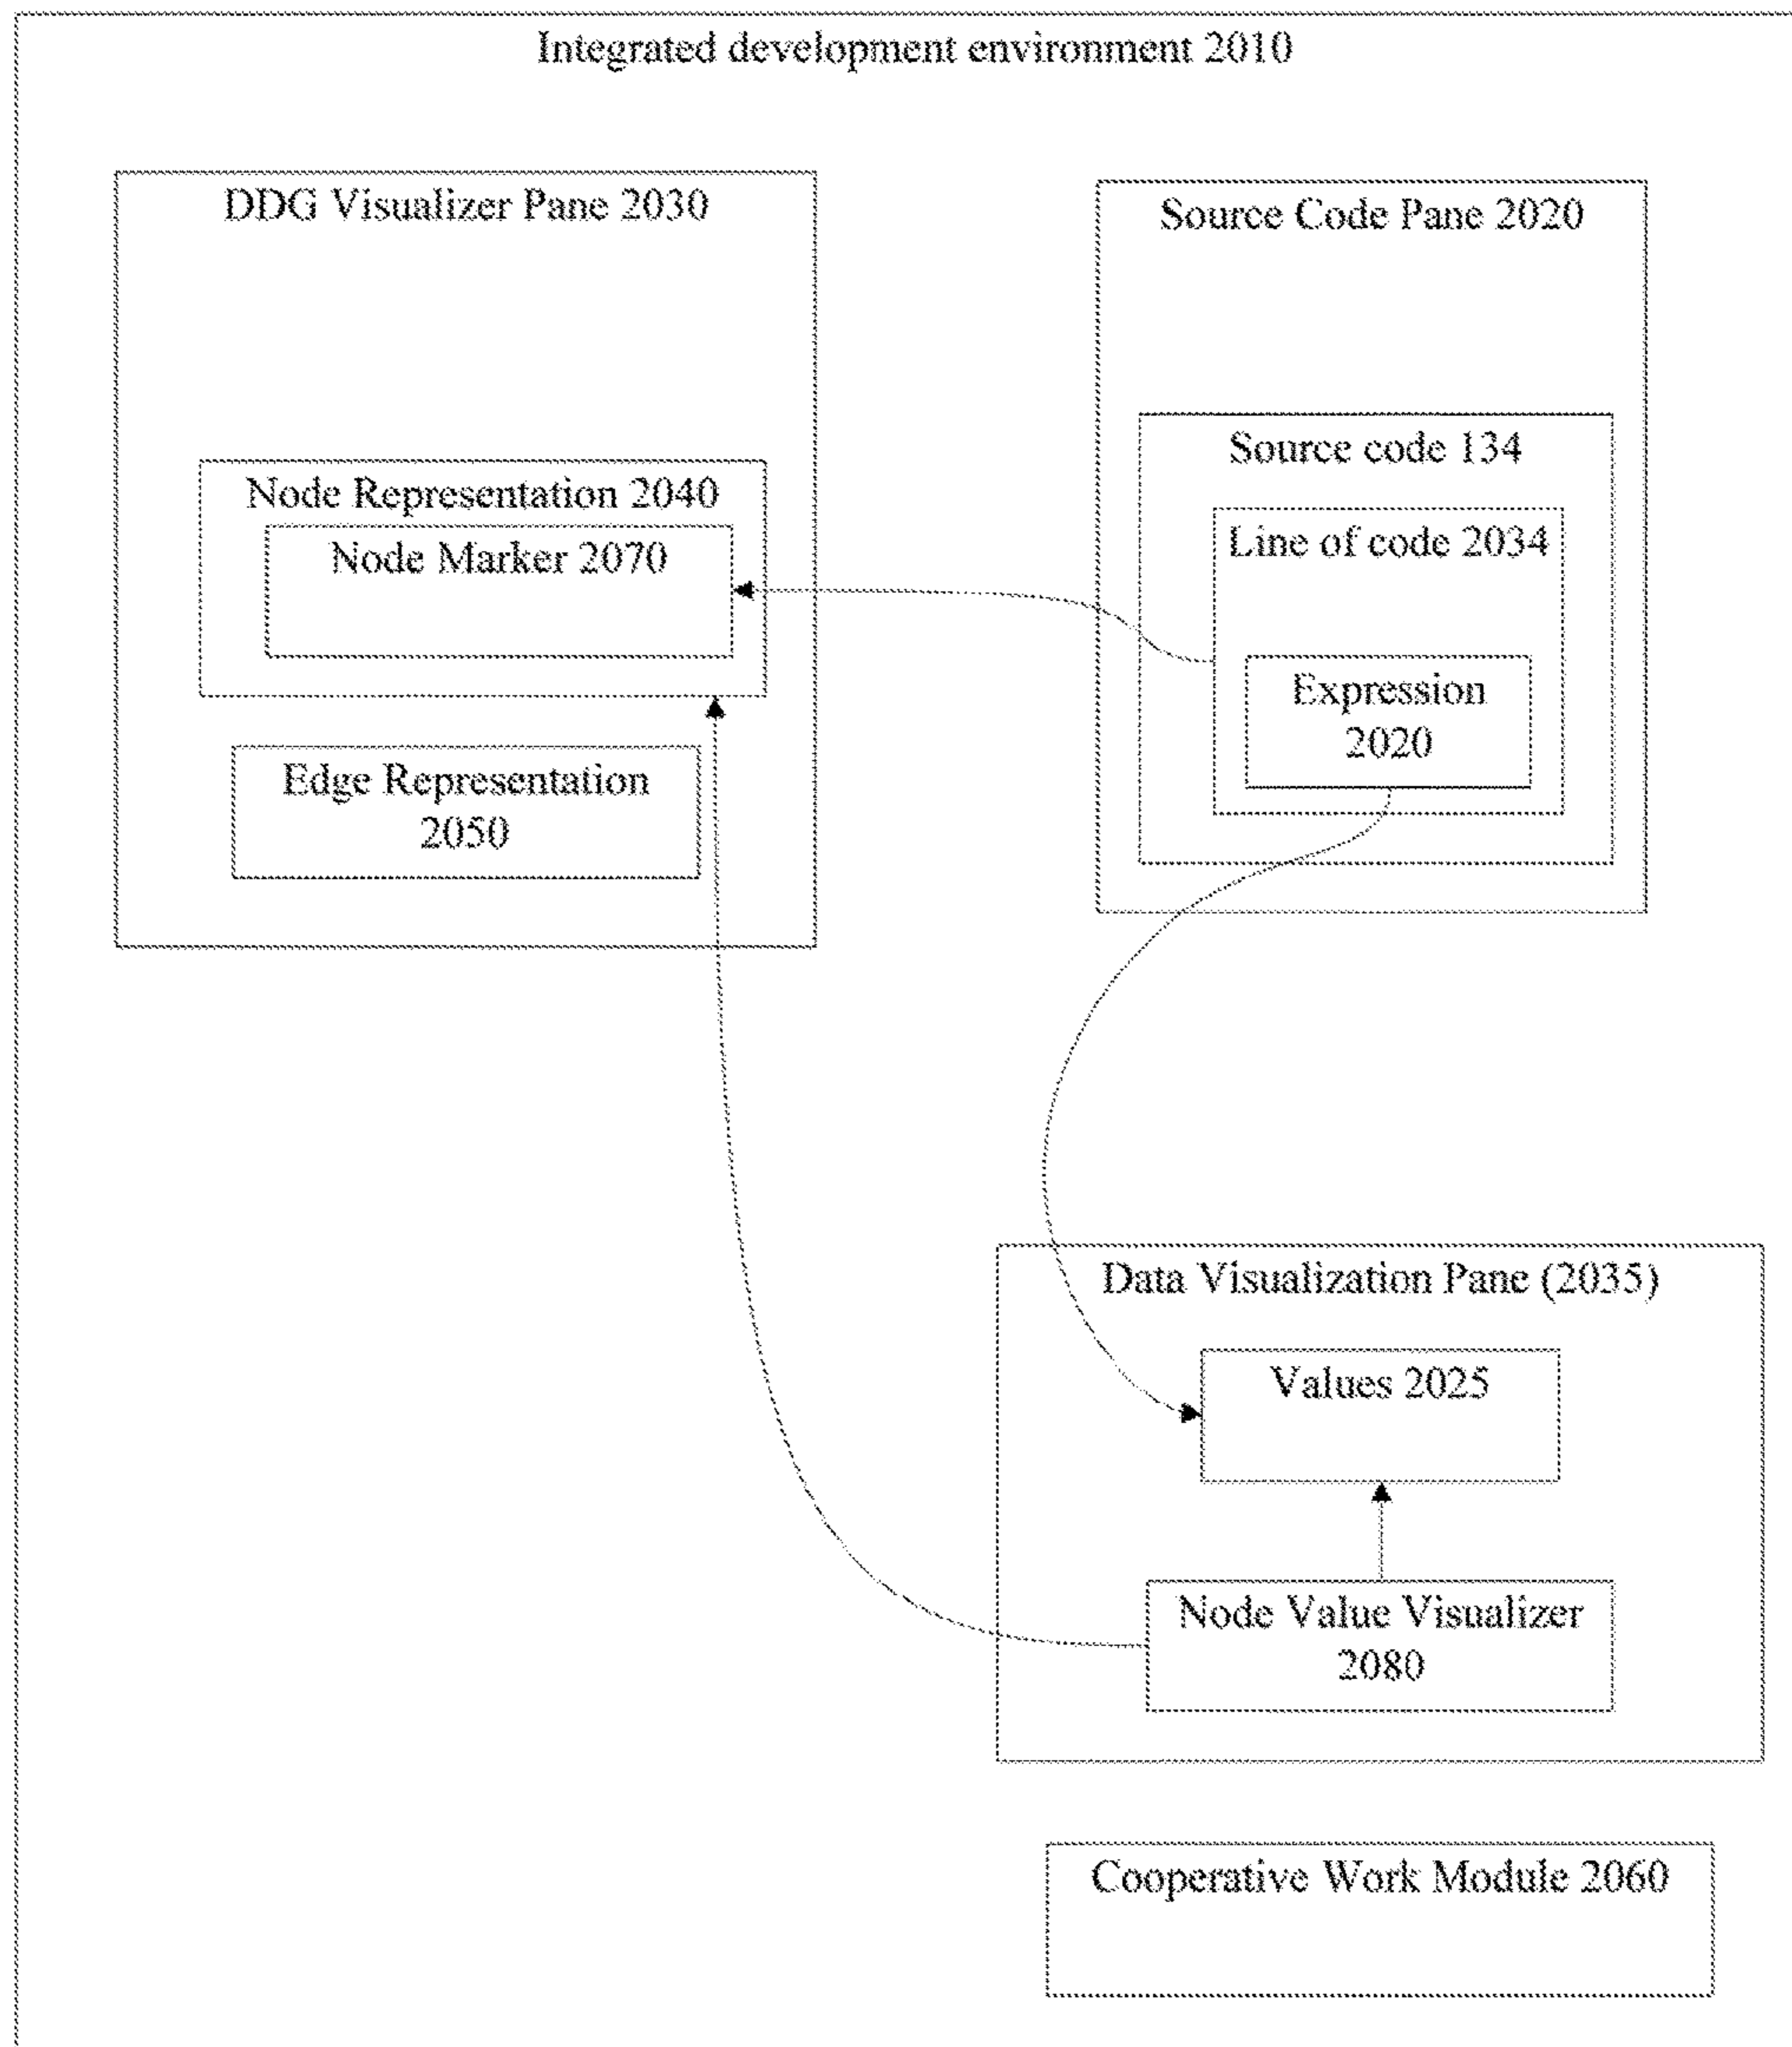 Integrated development environment 2010
DDG Visualizer Pane 2030
Node Representation 2040
Node Marker 2070
Edge Representation
2050
Source Code Pane 2020
Source code 134
Line of code 2034
Expression
2020
Data Visualization Pane (2035)
Values 2025
Node Value Visualizer
2080
Cooperative Work Module 2060